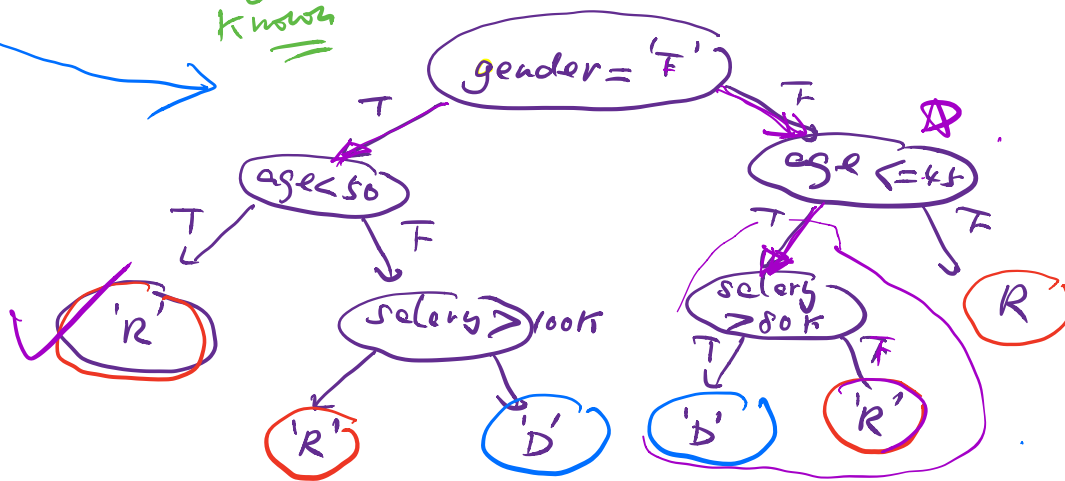 Known
gender = 'F'
T
F
age < 50
age <= 45
T
F
T
F
'R'
salary > 100K
salary
> 80K
R
T
F
'R'
'D'
'D'
'R'